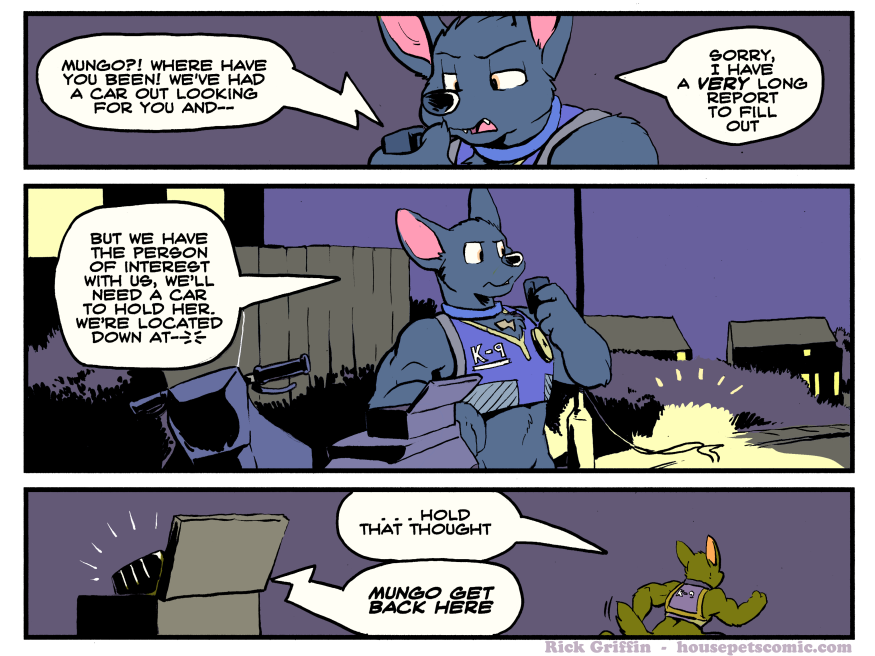 MUNGO?! WHERE HAVE
YOU BEEN! WE'VE HAD
A CAR OUT LOOKING
FOR YOU AND--
SORRY,
I HAVE
A VERY LONG
REPORT
TO FILL
OUT
BUT WE HAVE
THE PERSON
OF INTEREST
WITH US, WE'LL
NEED A CAR
TO HOLD HER.
WE'RE LOCATED
DOWN AT--
K-9
. . . HOLD
THAT THOUGHT
MUNGO GET
BACK HERE
K-9
Rick Griffin - housepetscomic.com